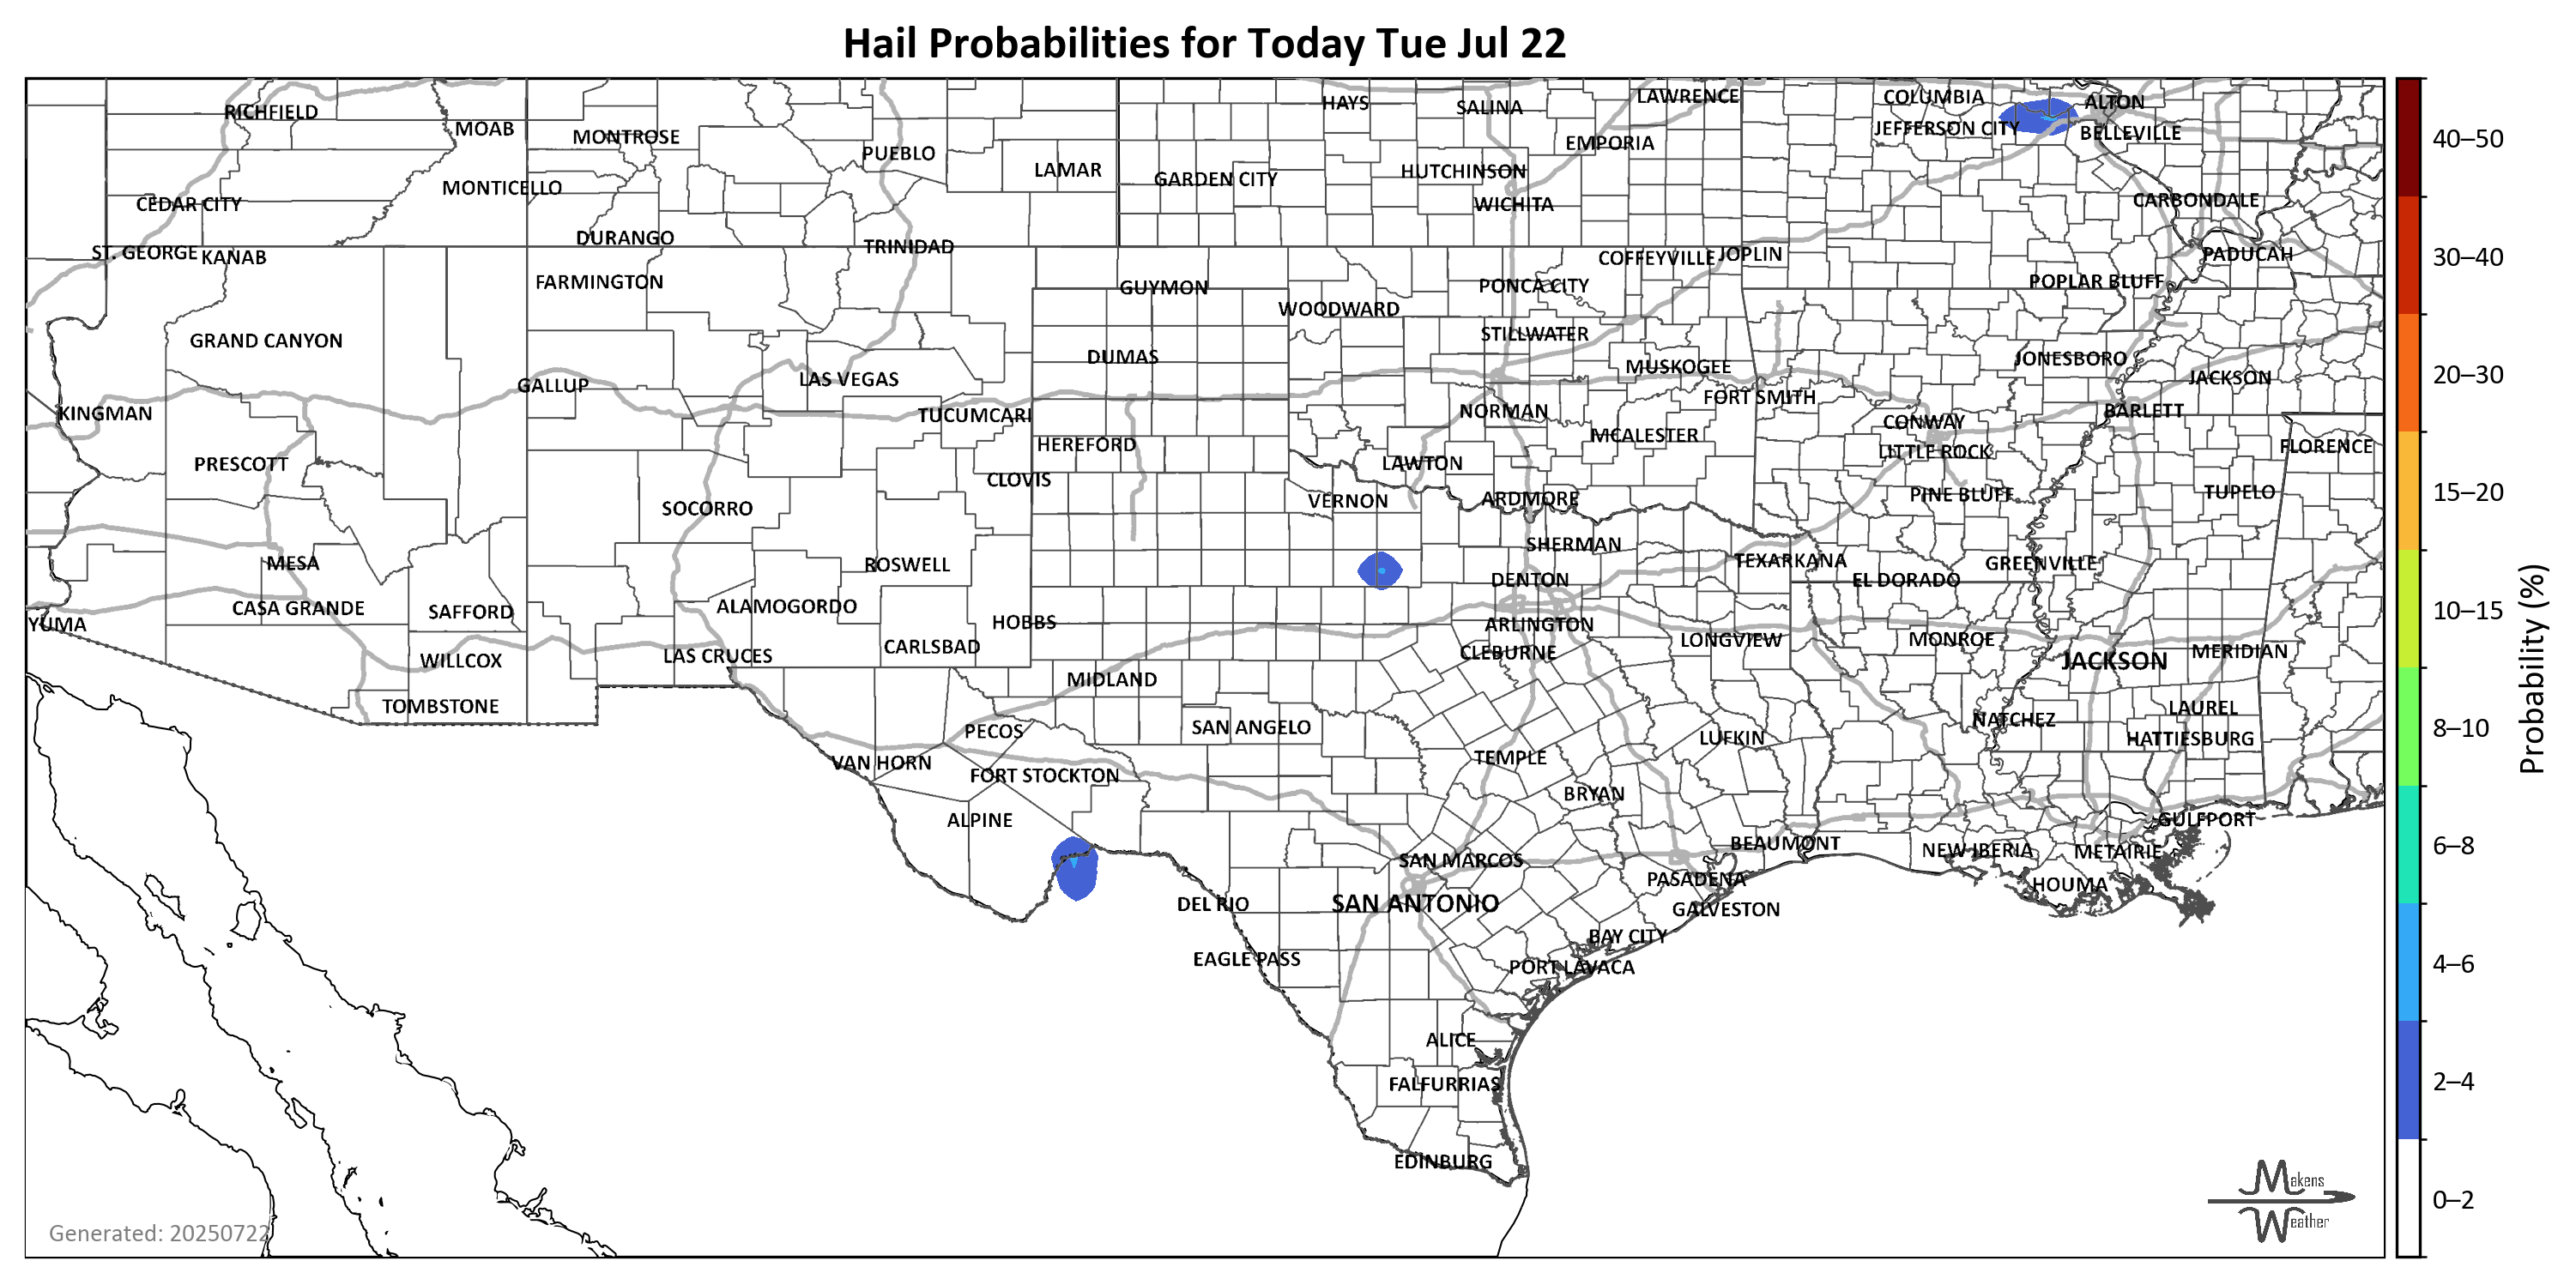 Hail Probabilities for Today Tue Jul 22
RICHFIELD
MOAB
MONTROSE
PUEBLO
LAMAR
HAYS
SALINA
LAWRENCE
COLUMBIA
ALTON
JEFFERSON CITY
BELLEVILLE
EMPORIA
GARDEN CITY
HUTCHINSON
MONTICELLO
CEDAR CITY
WICHITA
CARBONDALE
DURANGO
TRINIDAD
ST. GEORGE
KANAB
COFFEYVILLE
JOPLIN
PADUCAH
FARMINGTON
GUYMON
PONCA CITY
POPLAR BLUFF
WOODWARD
GRAND CANYON
STILLWATER
DUMAS
JONESBORO
MUSKOGEE
GALLUP
LAS VEGAS
JACKSON
FORT SMITH
KINGMAN
TUCUMCARI
NORMAN
BARLETT
CONWAY
HEREFORD
MCALESTER
LITTLE ROCK
FLORENCE
PRESCOTT
LAWTON
CLOVIS
VERNON
ARDMORE
PINE BLUFF
TUPELO
SOCORRO
SHERMAN
MESA
ROSWELL
TEXARKANA
GREENVILLE
DENTON
EL DORADO
CASA GRANDE
SAFFORD
ALAMOGORDO
YUMA
HOBBS
ARLINGTON
LONGVIEW
MONROE
CARLSBAD
CLEBURNE
MERIDIAN
WILLCOX
LAS CRUCES
JACKSON
MIDLAND
TOMBSTONE
LAUREL
NATCHEZ
PECOS
SAN ANGELO
LUFKIN
HATTIESBURG
VAN HORN
TEMPLE
FORT STOCKTON
BRYAN
ALPINE
GULFPORT
BEAUMONT
NEW IBERIA
METAIRIE
SAN MARCOS
PASADENA
HOUMA
DEL RIO
SAN ANTONIO
GALVESTON
BAY CITY
EAGLE PASS
PORT LAVACA
ALICE
FALFURRIAS
EDINBURG
Generated: 20250722
Makens
Weather
40–50
30–40
20–30
15–20
10–15
8–10
6–8
4–6
2–4
0–2
Probability (%)